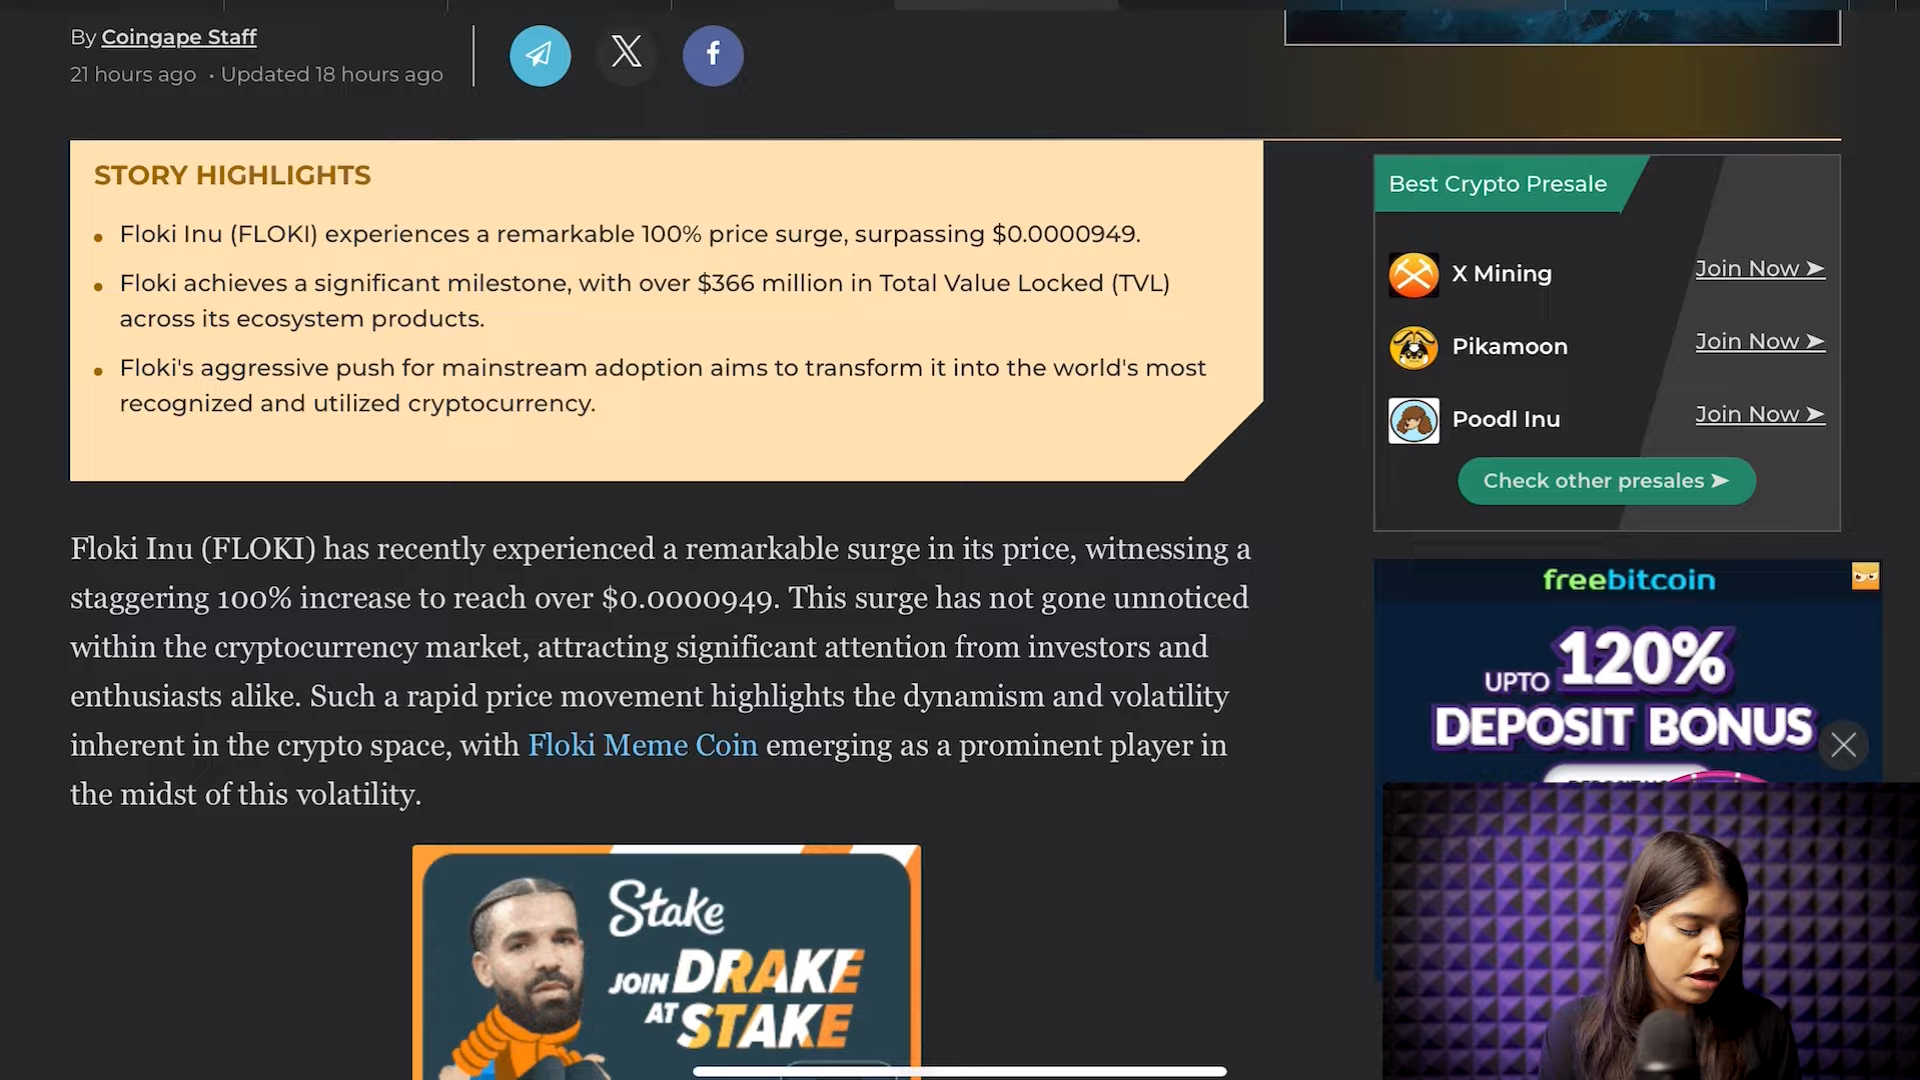 By Coingape Staff
21 hours ago • Updated 18 hours ago
STORY HIGHLIGHTS
Floki Inu (FLOKI) experiences a remarkable 100% price surge, surpassing $0.0000949.
Floki achieves a significant milestone, with over $366 million in Total Value Locked (TVL)
across its ecosystem products.
Floki's aggressive push for mainstream adoption aims to transform it into the world's most
recognized and utilized cryptocurrency.
Floki Inu (FLOKI) has recently experienced a remarkable surge in its price, witnessing a
staggering 100% increase to reach over $0.0000949. This surge has not gone unnoticed
within the cryptocurrency market, attracting significant attention from investors and
enthusiasts alike. Such a rapid price movement highlights the dynamism and volatility
inherent in the crypto space, with Floki Meme Coin emerging as a prominent player in
the midst of this volatility.
Stake
JOIN DRAKE
AT STAKE
Best Crypto Presale
X Mining Join Now ➤
Pikamoon Join Now ➤
Poodl Inu Join Now ➤
Check other presales ➤
freebitcoin
UPTO 120%
DEPOSIT BONUS